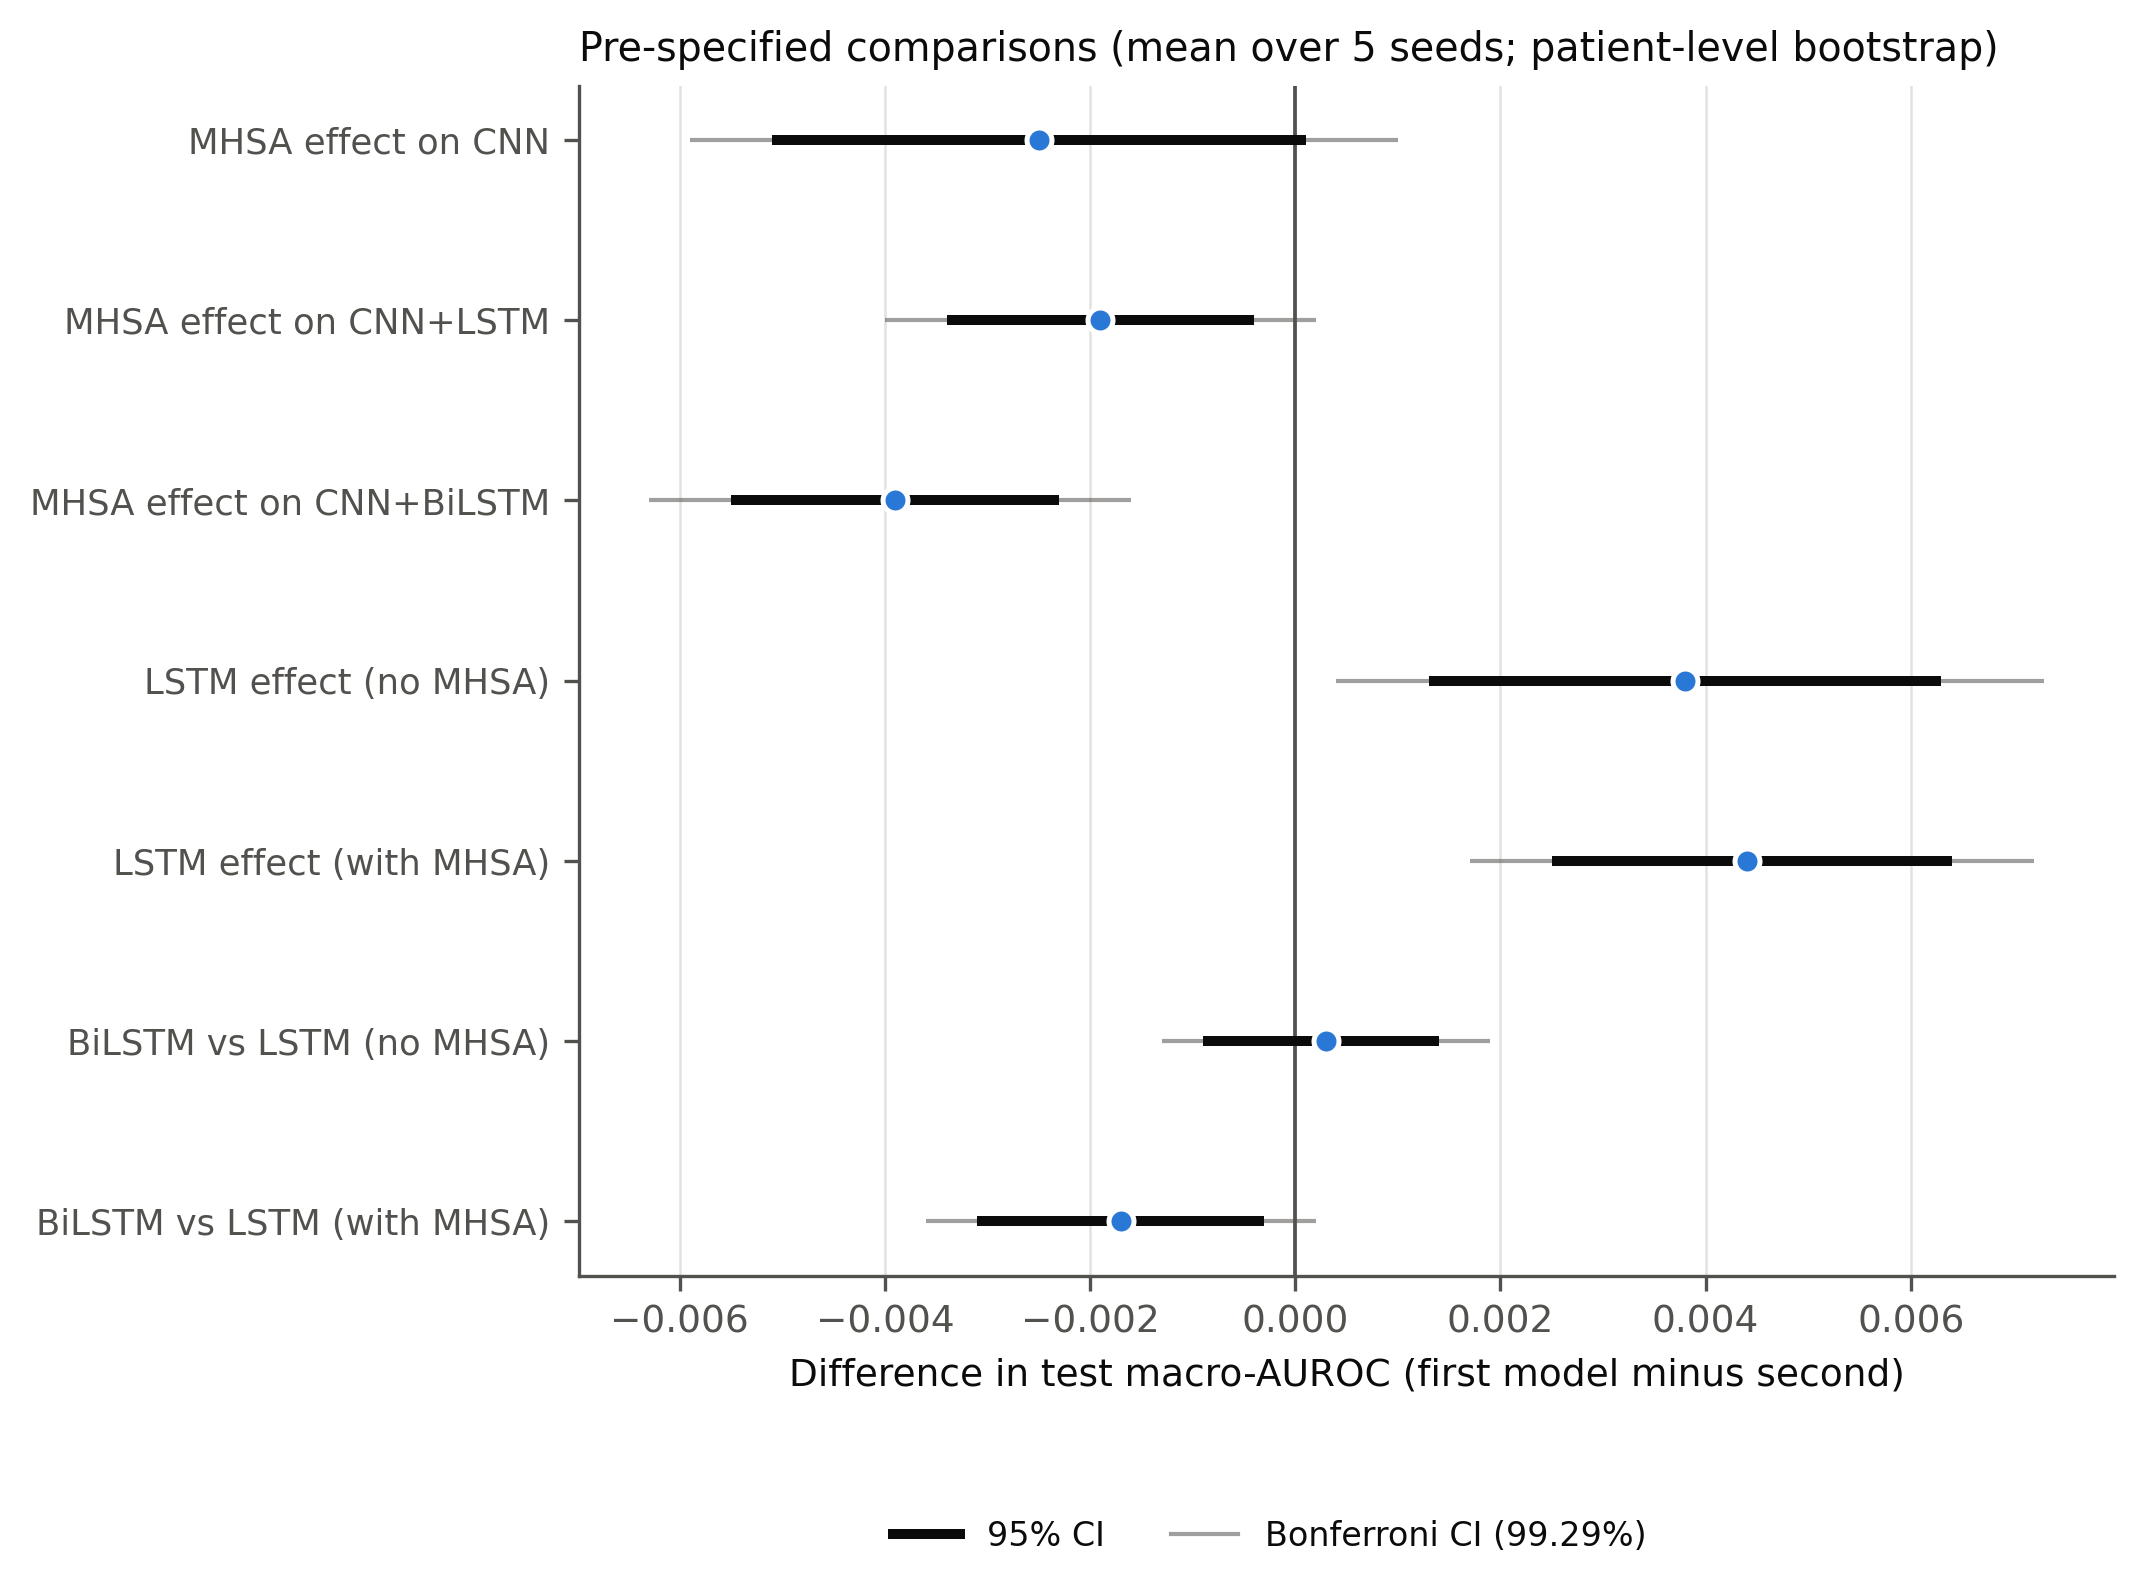 Pre-specified comparisons (mean over 5 seeds; patient-level bootstrap)
MHSA effect on CNN
MHSA effect on CNN+LSTM
MHSA effect on CNN+BiLSTM
LSTM effect (no MHSA)
LSTM effect (with MHSA)
BiLSTM vs LSTM (no MHSA)
BiLSTM vs LSTM (with MHSA)
−0.006 −0.004 −0.002 0.000 0.002 0.004 0.006
Difference in test macro-AUROC (first model minus second)
95% CI Bonferroni CI (99.29%)